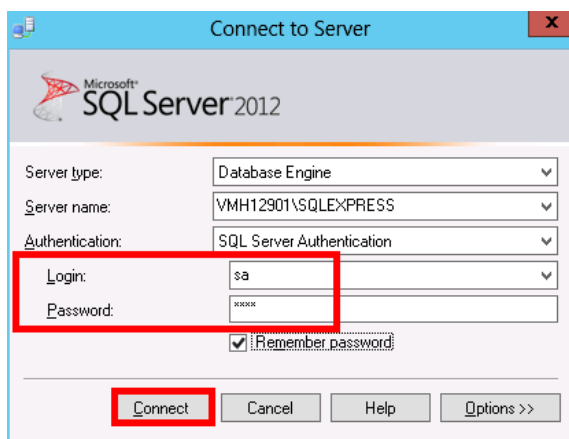 Connect to Server
x
Microsoft®
SQL Server 2012
Server type: Database Engine
Server name: VMH12901\SQLEXPRESS
Authentication: SQL Server Authentication
Login: sa
Password: ****
Remember password
Connect Cancel Help Options >>